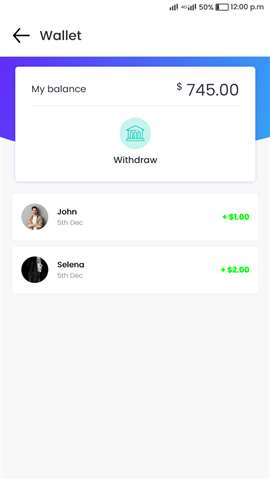 4G 50% 12:00 p.m
Wallet
My balance $ 745.00
Withdraw
John
5th Dec
+ $1.00
Selena
5th Dec
+ $2.00